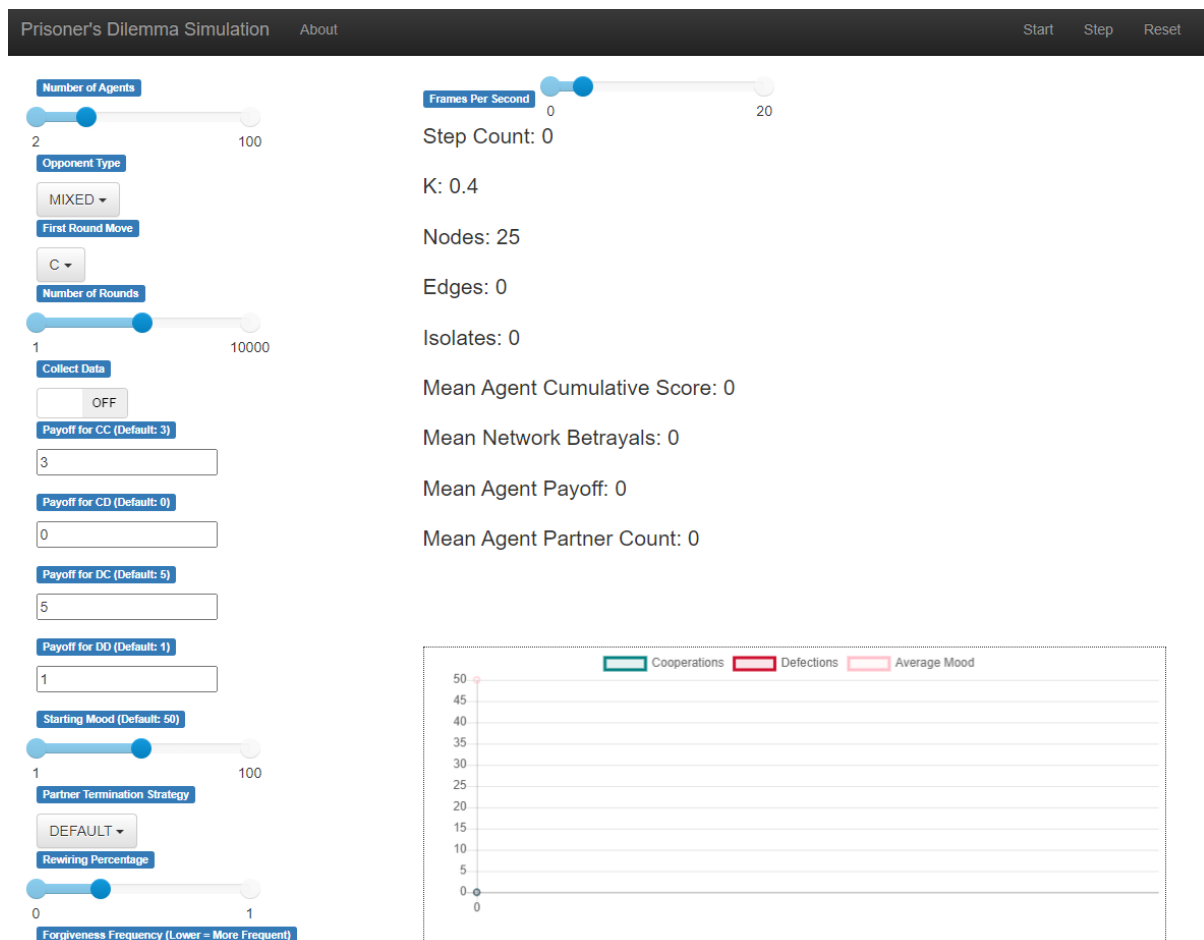 Prisoner's Dilemma Simulation About Start Step Reset
Number of Agents
2 100
Opponent Type
MIXED
First Round Move
C
Number of Rounds
1 10000
Collect Data
OFF
Payoff for CC (Default: 3)
3
Payoff for CD (Default: 0)
0
Payoff for DC (Default: 5)
5
Payoff for DD (Default: 1)
1
Starting Mood (Default: 50)
1 100
Partner Termination Strategy
DEFAULT
Rewiring Percentage
0 1
Forgiveness Frequency (Lower = More Frequent)
Frames Per Second
0 20
Step Count: 0
K: 0.4
Nodes: 25
Edges: 0
Isolates: 0
Mean Agent Cumulative Score: 0
Mean Network Betrayals: 0
Mean Agent Payoff: 0
Mean Agent Partner Count: 0
Cooperations Defections Average Mood
50
45
40
35
30
25
20
15
10
5
0
0